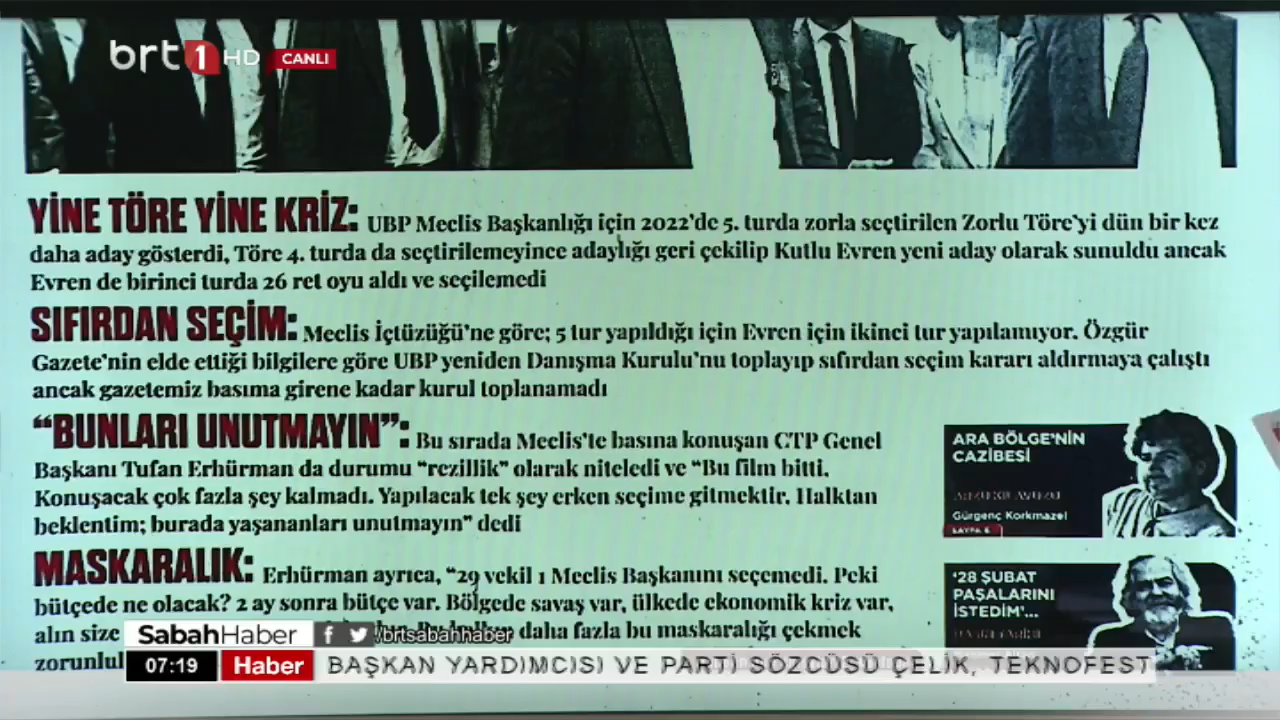 brt 1 HD CANLI
YİNE TÖRE YİNE KRİZ: UBP Meclis Başkanlığı için 2022'de 5. turda zorla seçtirilen Zorlu Töre'yi dün bir kez
daha aday gösterdi, Töre 4. turda da seçtirilemeyince adaylığı geri çekilip Kutlu Evren yeni aday olarak sunuldu ancak
Evren de birinci turda 26 ret oyu aldı ve seçilemedi
SIFIRDAN SEÇİM: Meclis İçtüzüğü'ne göre; 5 tur yapıldığı için Evren için ikinci tur yapılamıyor. Özgür
Gazete'nin elde ettiği bilgilere göre UBP yeniden Danışma Kurulu'nu toplayıp sıfırdan seçim kararı aldırmaya çalıştı
ancak gazetemiz basıma girene kadar kurul toplanamadı
"BUNLARI UNUTMAYIN": Bu sırada Meclis'te basına konuşan CTP Genel
Başkanı Tufan Erhürman da durumu "rezillik" olarak niteledi ve "Bu film bitti.
Konuşacak çok fazla şey kalmadı. Yapılacak tek şey erken seçime gitmektir. Halktan
beklentim; burada yaşananları unutmayın" dedi
MASKARALIK: Erhürman ayrıca, "29 vekil 1 Meclis Başkanını seçemedi. Peki
bütçede ne olacak? 2 ay sonra bütçe var. Bölgede savaş var, ülkede ekonomik kriz var,
alın size
daha fazla bu maskaralığı çekmek
ARA BÖLGE'NİN
CAZİBESİ
Gürgenç Korkmazel
SAYFA 6
'28 ŞUBAT
PAŞALARINI
İSTEDİM'...
SabahHaber /brtsabahhaber
07:19 Haber BAŞKAN YARDIMCISI VE PARTİ SÖZCÜSÜ ÇELİK, TEKNOFEST